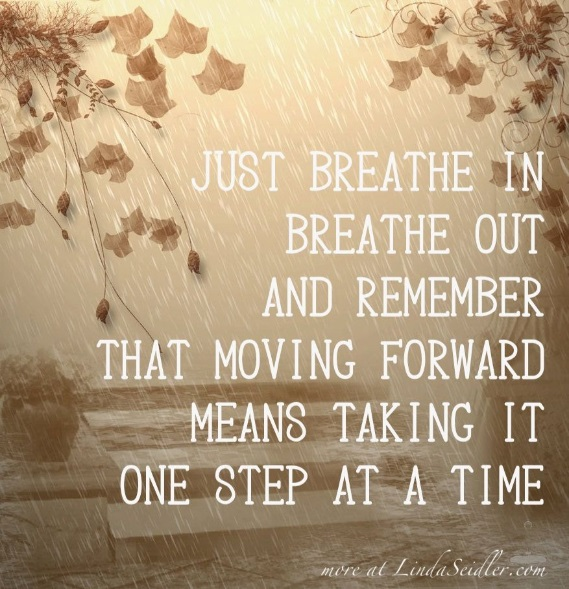 JUST BREATHE IN
BREATHE OUT
AND REMEMBER
THAT MOVING FORWARD
MEANS TAKING IT
ONE STEP AT A TIME
more at LindaSeidler.com